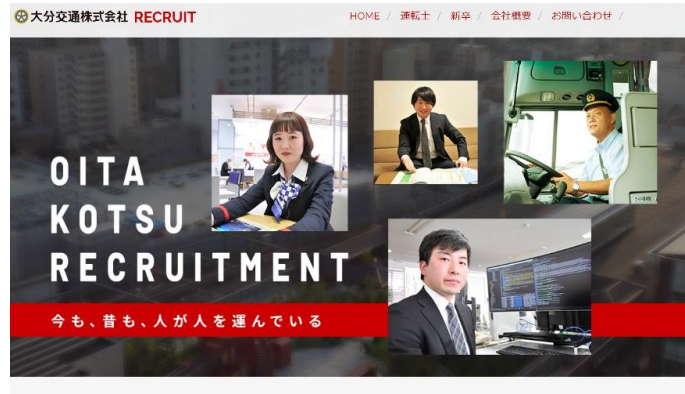 大分交通株式会社 RECRUIT
HOME / 運転士 / 新卒 / 会社概要 / お問い合わせ /
OITA
KOTSU
RECRUITMENT
今も、昔も、人が人を運んでいる